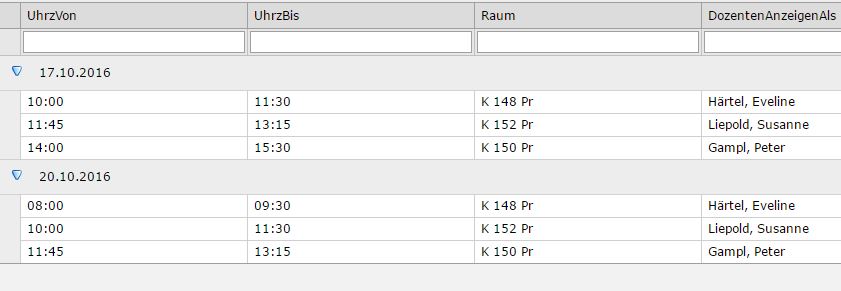 UhrzVon UhrzBis Raum DozentenAnzeigenAls
17.10.2016
10:00 11:30 K 148 Pr Härtel, Eveline
11:45 13:15 K 152 Pr Liepold, Susanne
14:00 15:30 K 150 Pr Gampl, Peter
20.10.2016
08:00 09:30 K 148 Pr Härtel, Eveline
10:00 11:30 K 152 Pr Liepold, Susanne
11:45 13:15 K 150 Pr Gampl, Peter